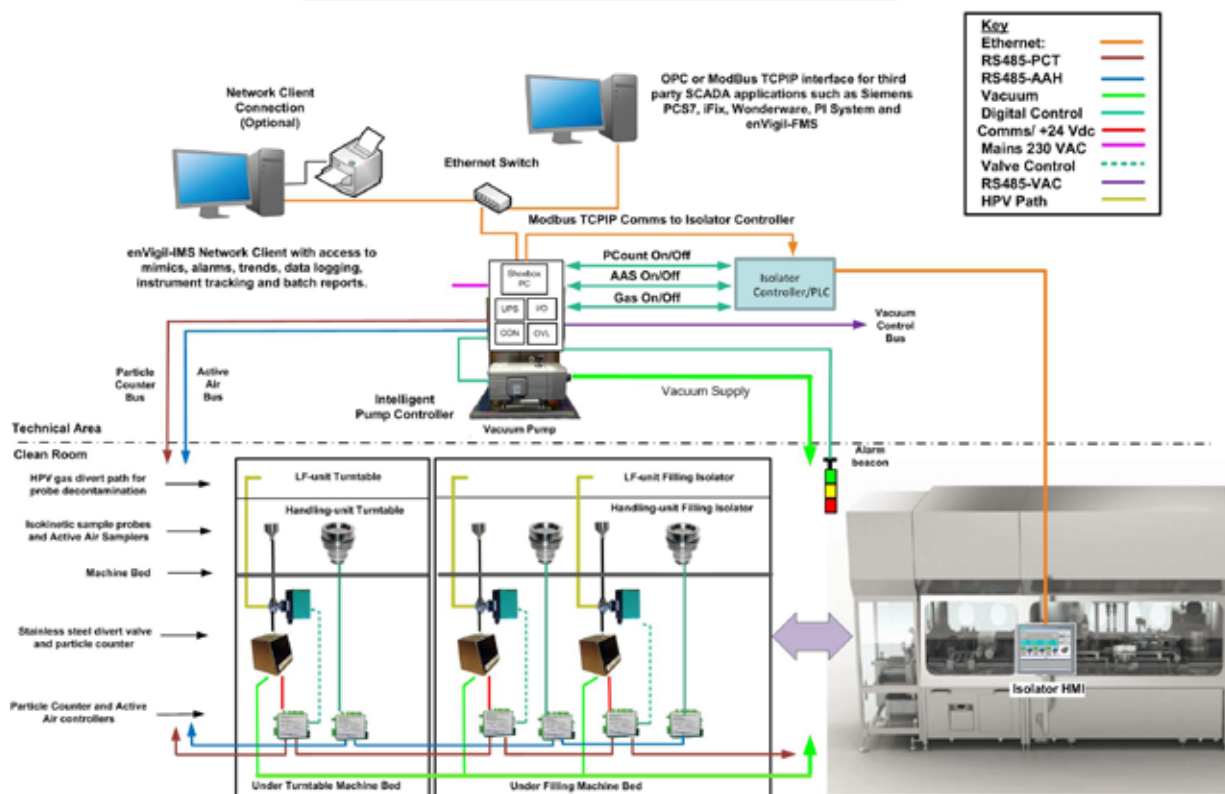 Key
Ethernet:
RS485-PCT
RS485-AAH
Vacuum
Digital Control
Comms/ +24 Vdc
Mains 230 VAC
Valve Control
RS485-VAC
HPV Path
OPC or ModBus TCPIP interface for third
party SCADA applications such as Siemens
PCS7, iFix, Wonderware, PI System and
enVigil-FMS
Network Client
Connection
(Optional)
Ethernet Switch
Modbus TCPIP Comms to Isolator Controller
enVigil-IMS Network Client with access to
mimics, alarms, trends, data logging,
instrument tracking and batch reports.
Shoebox
PC
UPS
I/O
CON
OVL
PCount On/Off
AAS On/Off
Gas On/Off
Isolator
Controller/PLC
Vacuum
Control
Bus
Particle
Counter
Bus
Active
Air
Bus
Intelligent
Pump Controller
Vacuum Pump
Vacuum Supply
Technical Area
Clean Room
Alarm
beacon
HPV gas divert path for
probe decontamination
LF-unit Turntable
LF-unit Filling Isolator
Isokinetic sample probes
and Active Air Samplers
Handling-unit Turntable
Handling-unit Filling Isolator
Machine Bed
Stainless steel divert valve
and particle counter
Particle Counter and Active
Air controllers
Isolator HMI
Under Turntable Machine Bed
Under Filling Machine Bed